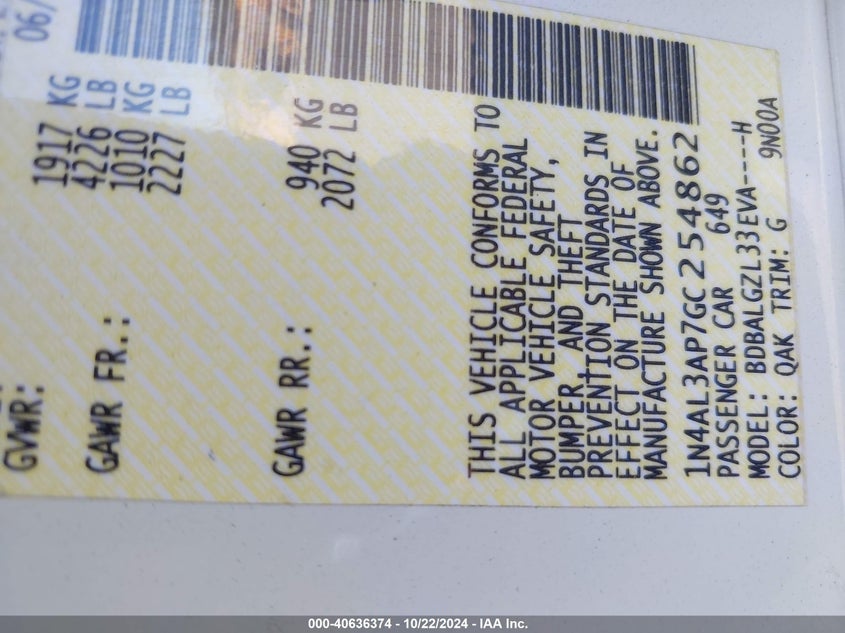 06/
GVWR: 1917 KG
4226 LB
GAWR FR.: 1010 KG
2227 LB
GAWR RR.: 940 KG
2072 LB
THIS VEHICLE CONFORMS TO
ALL APPLICABLE FEDERAL
MOTOR VEHICLE SAFETY,
BUMPER, AND THEFT
PREVENTION STANDARDS IN
EFFECT ON THE DATE OF
MANUFACTURE SHOWN ABOVE.
1N4AL3AP7GC254862
PASSENGER CAR 649
MODEL: BDBALGZL33EVA----H
COLOR: QAK TRIM: G 9N00A
000-40636374 - 10/22/2024 - IAA Inc.